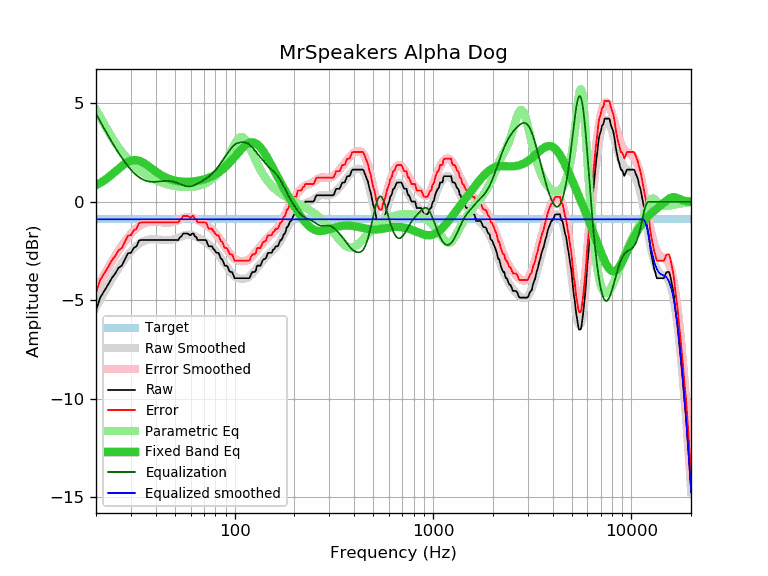 MrSpeakers Alpha Dog
5
0
−5
−10
−15
Amplitude (dBr)
Target
Raw Smoothed
Error Smoothed
Raw
Error
Parametric Eq
Fixed Band Eq
Equalization
Equalized smoothed
100 1000 10000
Frequency (Hz)